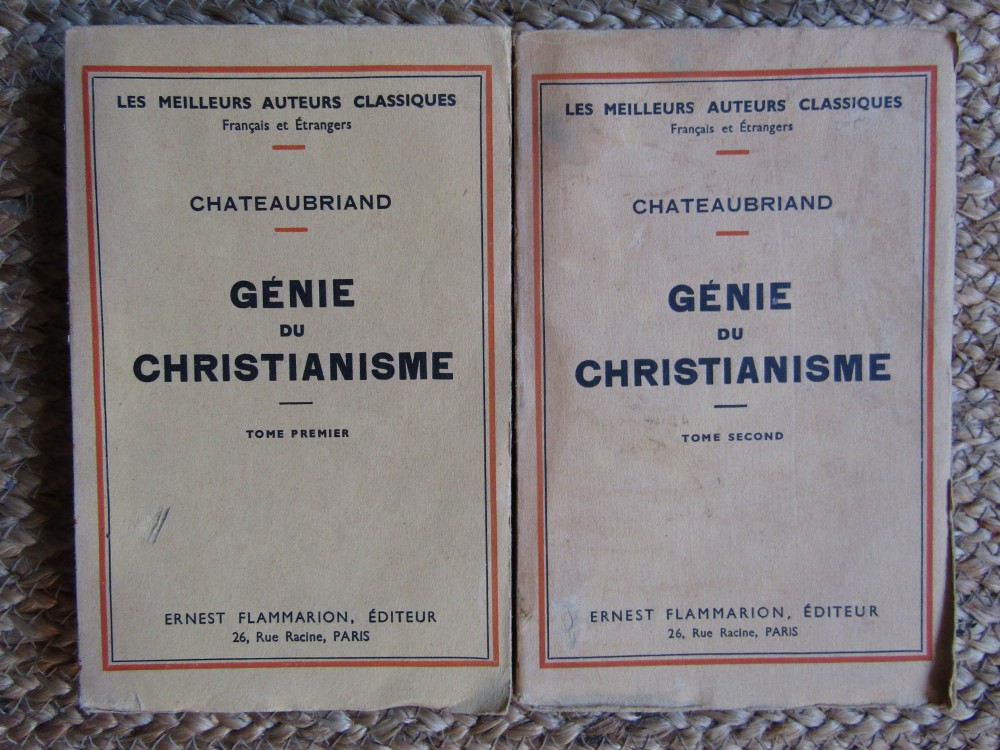 LES MEILLEURS AUTEURS CLASSIQUES
Français et Étrangers
CHATEAUBRIAND
GÉNIE
DU
CHRISTIANISME
TOME PREMIER
ERNEST FLAMMARION, ÉDITEUR
26, Rue Racine, PARIS
LES MEILLEURS AUTEURS CLASSIQUES
Français et Étrangers
CHATEAUBRIAND
GÉNIE
DU
CHRISTIANISME
TOME SECOND
ERNEST FLAMMARION, ÉDITEUR
26, Rue Racine, PARIS